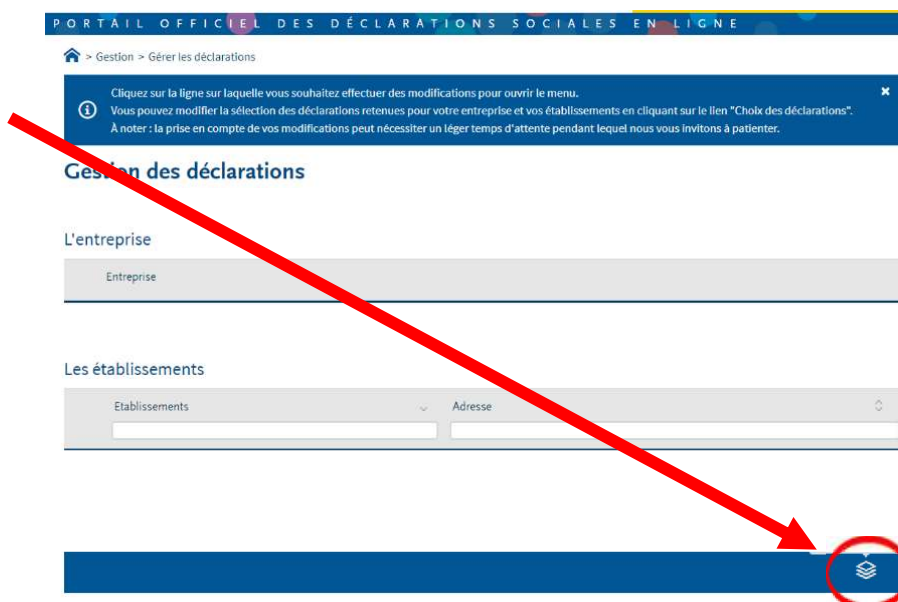 PORTAIL OFFICIEL DES DÉCLARATIONS SOCIALES EN LIGNE
> Gestion > Gérer les déclarations
Cliquez sur la ligne sur laquelle vous souhaitez effectuer des modifications pour ouvrir le menu.
Vous pouvez modifier la sélection des déclarations retenues pour votre entreprise et vos établissements en cliquant sur le lien "Choix des déclarations".
À noter : la prise en compte de vos modifications peut nécessiter un léger temps d'attente pendant lequel nous vous invitons à patienter.
Gestion des déclarations
L'entreprise
Entreprise
Les établissements
Etablissements
Adresse